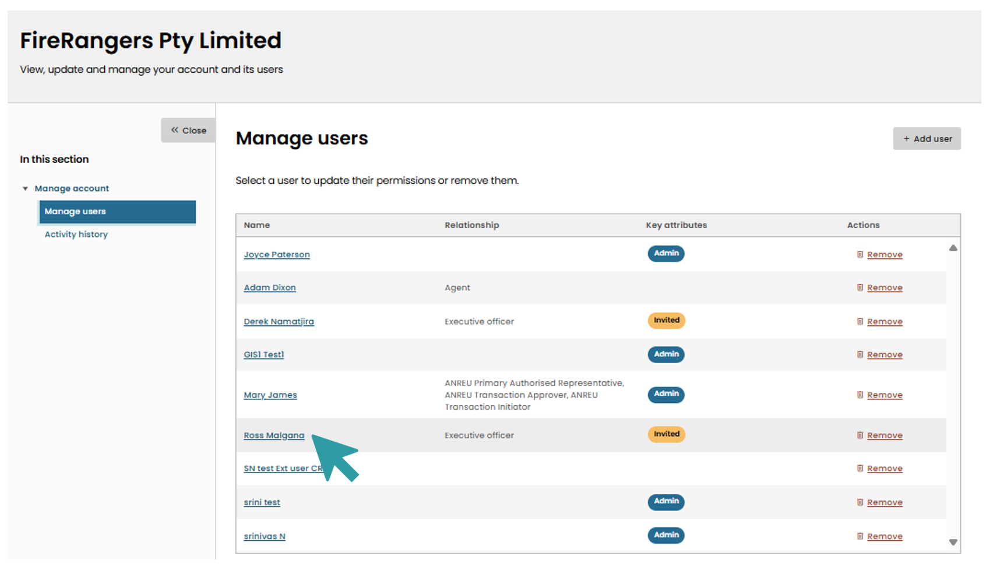 FireRangers Pty Limited
View, update and manage your account and its users
Close
In this section
Manage account
Manage users
Activity history
Manage users
+ Add user
Select a user to update their permissions or remove them.
Name Relationship Key attributes Actions
Joyce Paterson Admin Remove
Adam Dixon Agent Remove
Derek Namatjira Executive officer Invited Remove
GIS1 Test1 Admin Remove
Mary James ANREU Primary Authorised Representative,
ANREU Transaction Approver, ANREU
Transaction Initiator Admin Remove
Ross Malgana Executive officer Invited Remove
SN test Ext user Remove
srini test Admin Remove
srinivas N Admin Remove